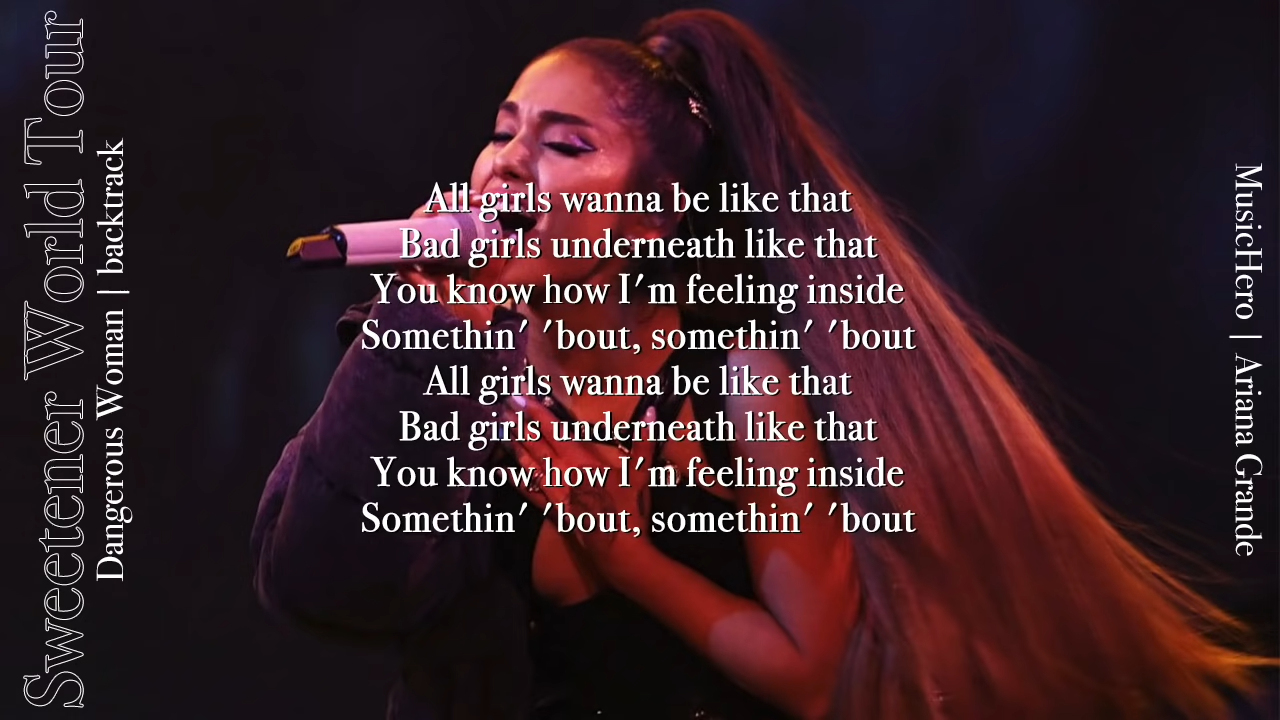 Sweetener World Tour
Dangerous Woman | backtrack
All girls wanna be like that
Bad girls underneath like that
You know how I'm feeling inside
Somethin' 'bout, somethin' 'bout
All girls wanna be like that
Bad girls underneath like that
You know how I'm feeling inside
Somethin' 'bout, somethin' 'bout
MusicHero | Ariana Grande